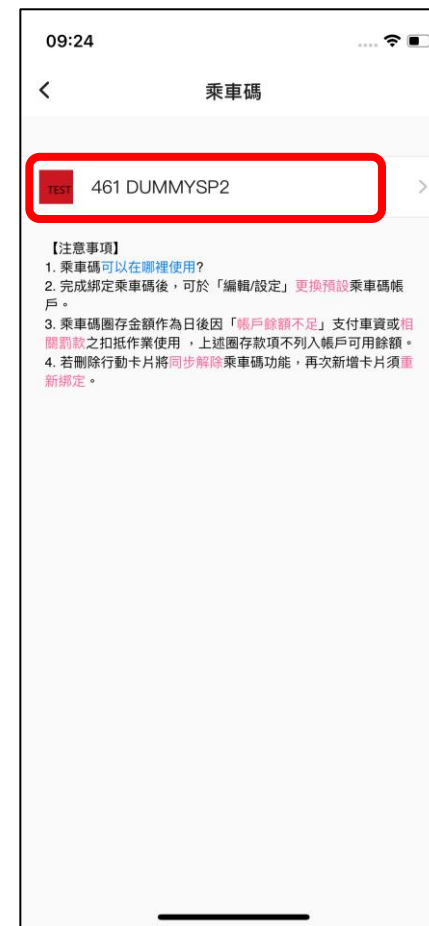 09:24
乘車碼
TEST 461 DUMMYSP2
【注意事項】
1. 乘車碼可以在哪裡使用?
2. 完成綁定乘車碼後，可於「編輯/設定」更換預設乘車碼帳
戶。
3. 乘車碼圈存金額作為日後因「帳戶餘額不足」支付車資或相
關罰款之扣抵作業使用 ，上述圈存款項不列入帳戶可用餘額。
4. 若刪除行動卡片將同步解除乘車碼功能，再次新增卡片須重
新綁定。